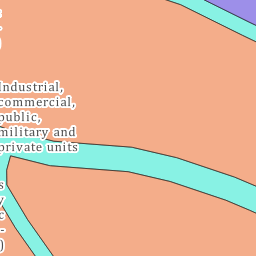 Industrial,
commercial,
public,
military and
private units
s
y
c
-
)